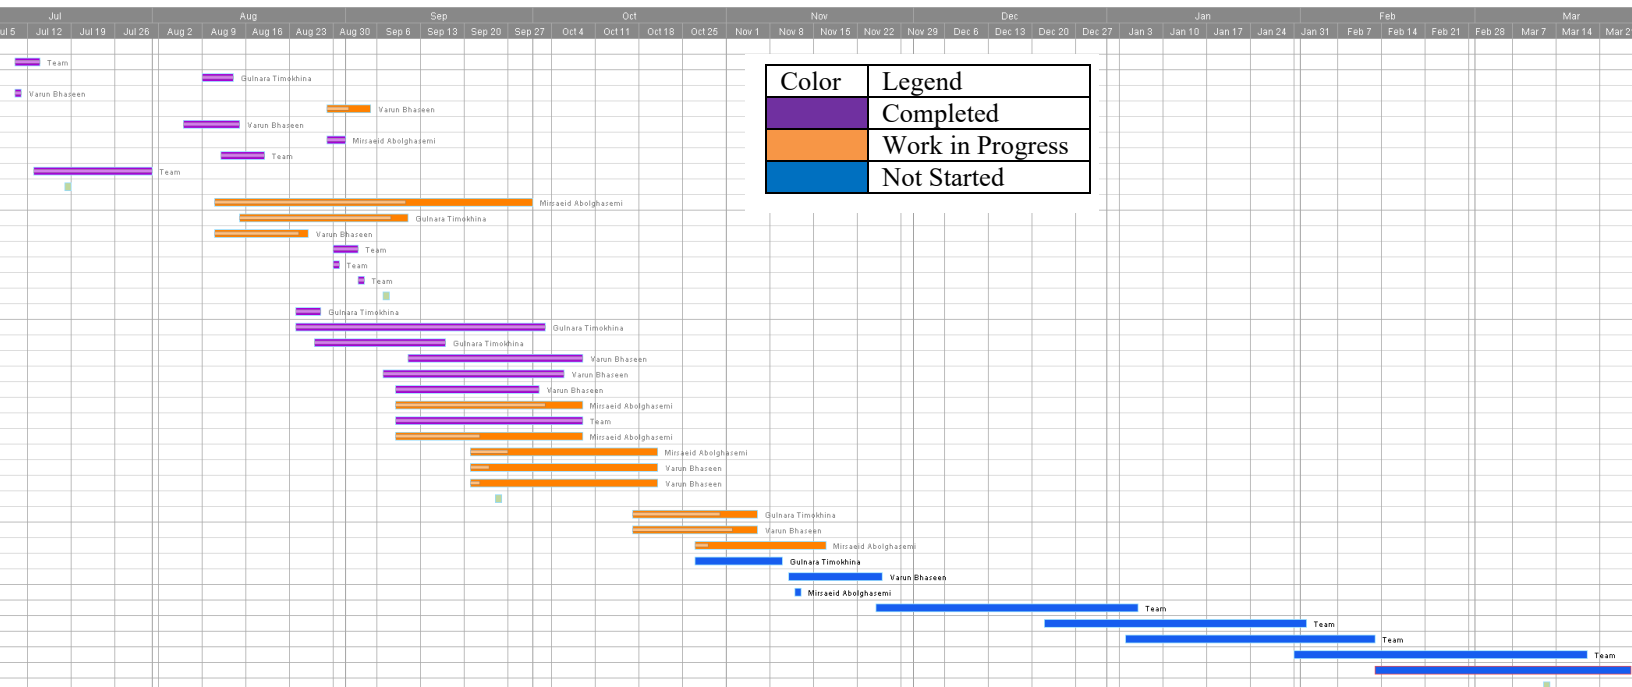 Jul Aug Sep Oct Nov Dec Jan Feb Mar
Jul 12 Jul 19 Jul 26 Aug 2 Aug 9 Aug 16 Aug 23 Aug 30 Sep 6 Sep 13 Sep 20 Sep 27 Oct 4 Oct 11 Oct 18 Oct 25 Nov 1 Nov 8 Nov 15 Nov 22 Nov 29 Dec 6 Dec 13 Dec 20 Dec 27 Jan 3 Jan 10 Jan 17 Jan 24 Jan 31 Feb 7 Feb 14 Feb 21 Feb 28 Mar 7 Mar 14
Color Legend
Completed
Work in Progress
Not Started
Team
Gulnara Timokhina
Varun Bhaseen
Varun Bhaseen
Varun Bhaseen
Mirsaeid Abolghasemi
Team
Team
Mirsaeid Abolghasemi
Gulnara Timokhina
Varun Bhaseen
Team
Team
Team
Gulnara Timokhina
Gulnara Timokhina
Gulnara Timokhina
Varun Bhaseen
Varun Bhaseen
Varun Bhaseen
Mirsaeid Abolghasemi
Team
Mirsaeid Abolghasemi
Mirsaeid Abolghasemi
Varun Bhaseen
Varun Bhaseen
Gulnara Timokhina
Varun Bhaseen
Mirsaeid Abolghasemi
Gulnara Timokhina
Varun Bhaseen
Mirsaeid Abolghasemi
Team
Team
Team
Team